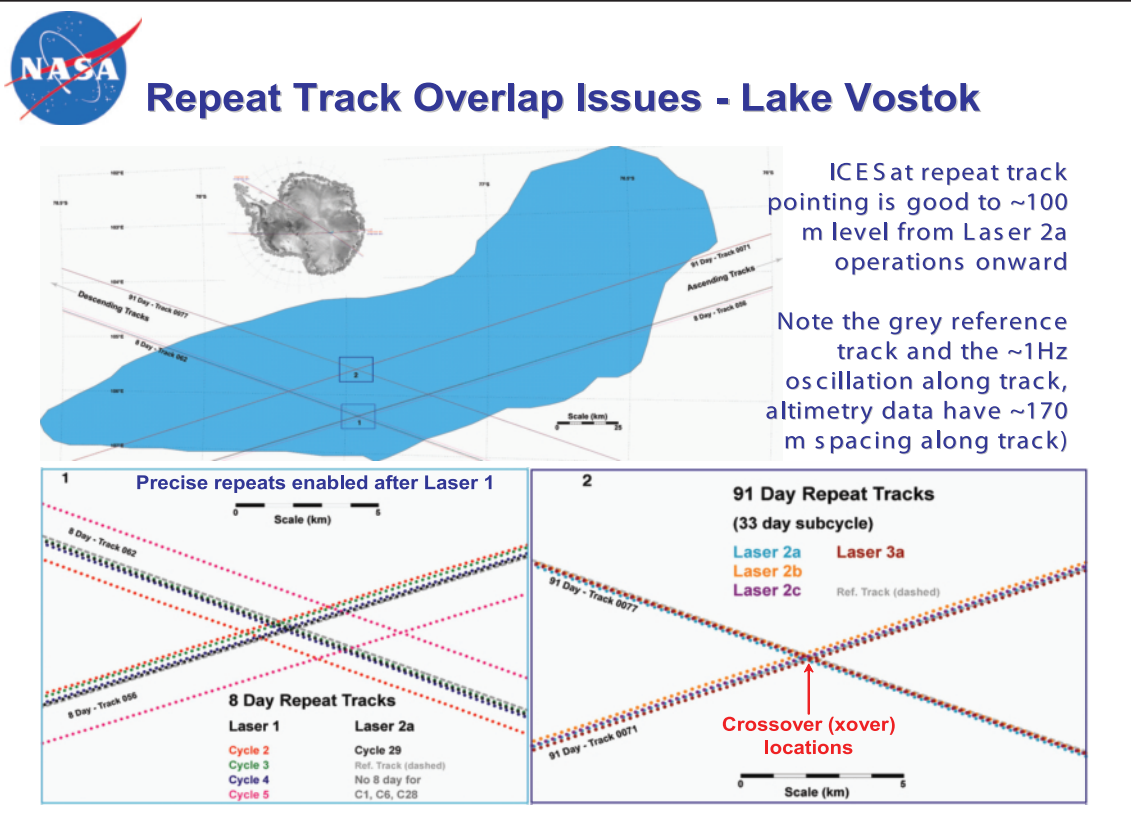 NASA
Repeat Track Overlap Issues - Lake Vostok
ICESat repeat track
pointing is good to ~100
m level from Laser 2a
operations onward
Note the grey reference
track and the ~1Hz
oscillation along track,
altimetry data have ~170
m spacing along track)
77°S
91 Day - Track 0071
Ascending Tracks
8 Day - Track 056
91 Day - Track 0077
Descending Tracks
8 Day - Track 062
2
1
Scale (km)
0 25
1
Precise repeats enabled after Laser 1
0 5
Scale (km)
8 Day - Track 062
8 Day - Track 056
8 Day Repeat Tracks
Laser 1 Laser 2a
Cycle 2 Cycle 29
Cycle 3 Ref. Track (dashed)
Cycle 4 No 8 day for
Cycle 5 C1, C6, C28
2
91 Day Repeat Tracks
(33 day subcycle)
Laser 2a Laser 3a
Laser 2b
Laser 2c Ref. Track (dashed)
91 Day - Track 0077
91 Day - Track 0071
Crossover (xover)
locations
0 5
Scale (km)